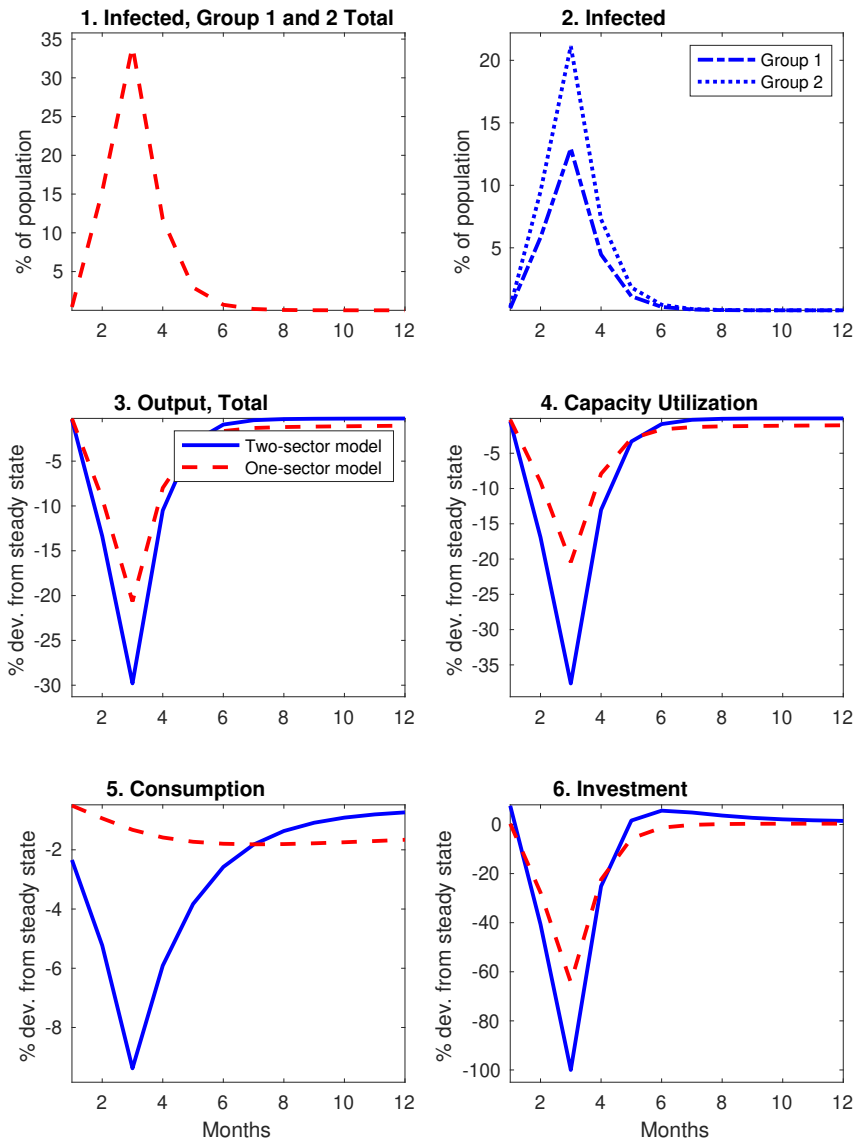 1. Infected, Group 1 and 2 Total
% of population
35
30
25
20
15
10
5
2 4 6 8 10 12
2. Infected
% of population
20
15
10
5
Group 1
Group 2
2 4 6 8 10 12
3. Output, Total
% dev. from steady state
-5
-10
-15
-20
-25
-30
Two-sector model
One-sector model
2 4 6 8 10 12
4. Capacity Utilization
% dev. from steady state
-5
-10
-15
-20
-25
-30
-35
2 4 6 8 10 12
5. Consumption
% dev. from steady state
-2
-4
-6
-8
2 4 6 8 10 12
Months
6. Investment
% dev. from steady state
0
-20
-40
-60
-80
-100
2 4 6 8 10 12
Months